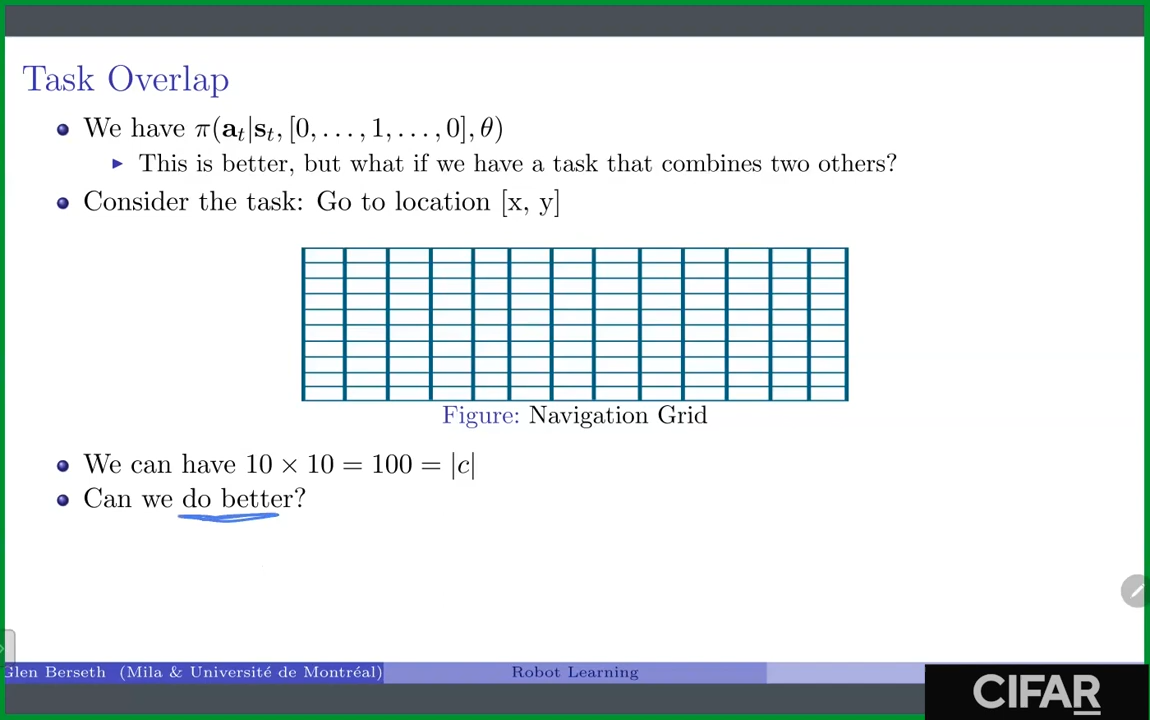 Task Overlap
We have π(a_t|s_t, [0, . . . , 1, . . . , 0], θ)
This is better, but what if we have a task that combines two others?
Consider the task: Go to location [x, y]
Figure: Navigation Grid
We can have 10 × 10 = 100 = |c|
Can we do better?
Glen Berseth (Mila & Université de Montréal) Robot Learning
CIFAR